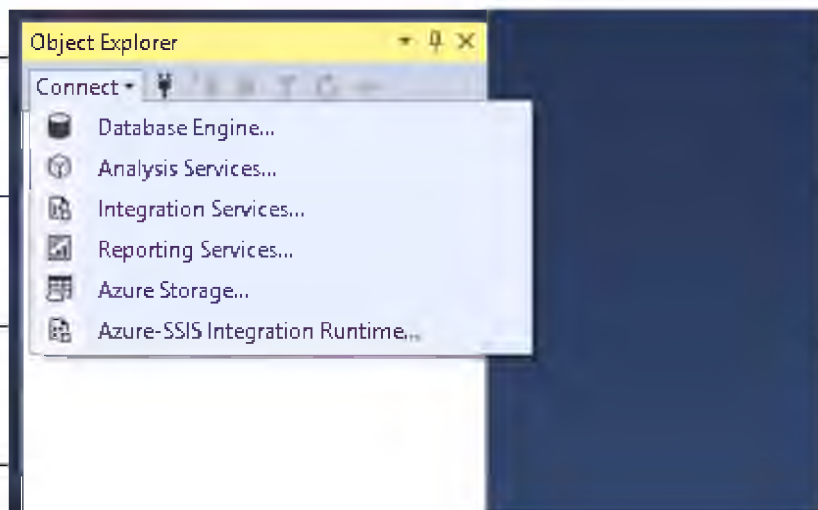 Object Explorer
Connect
Database Engine...
Analysis Services...
Integration Services...
Reporting Services...
Azure Storage...
Azure-SSIS Integration Runtime...